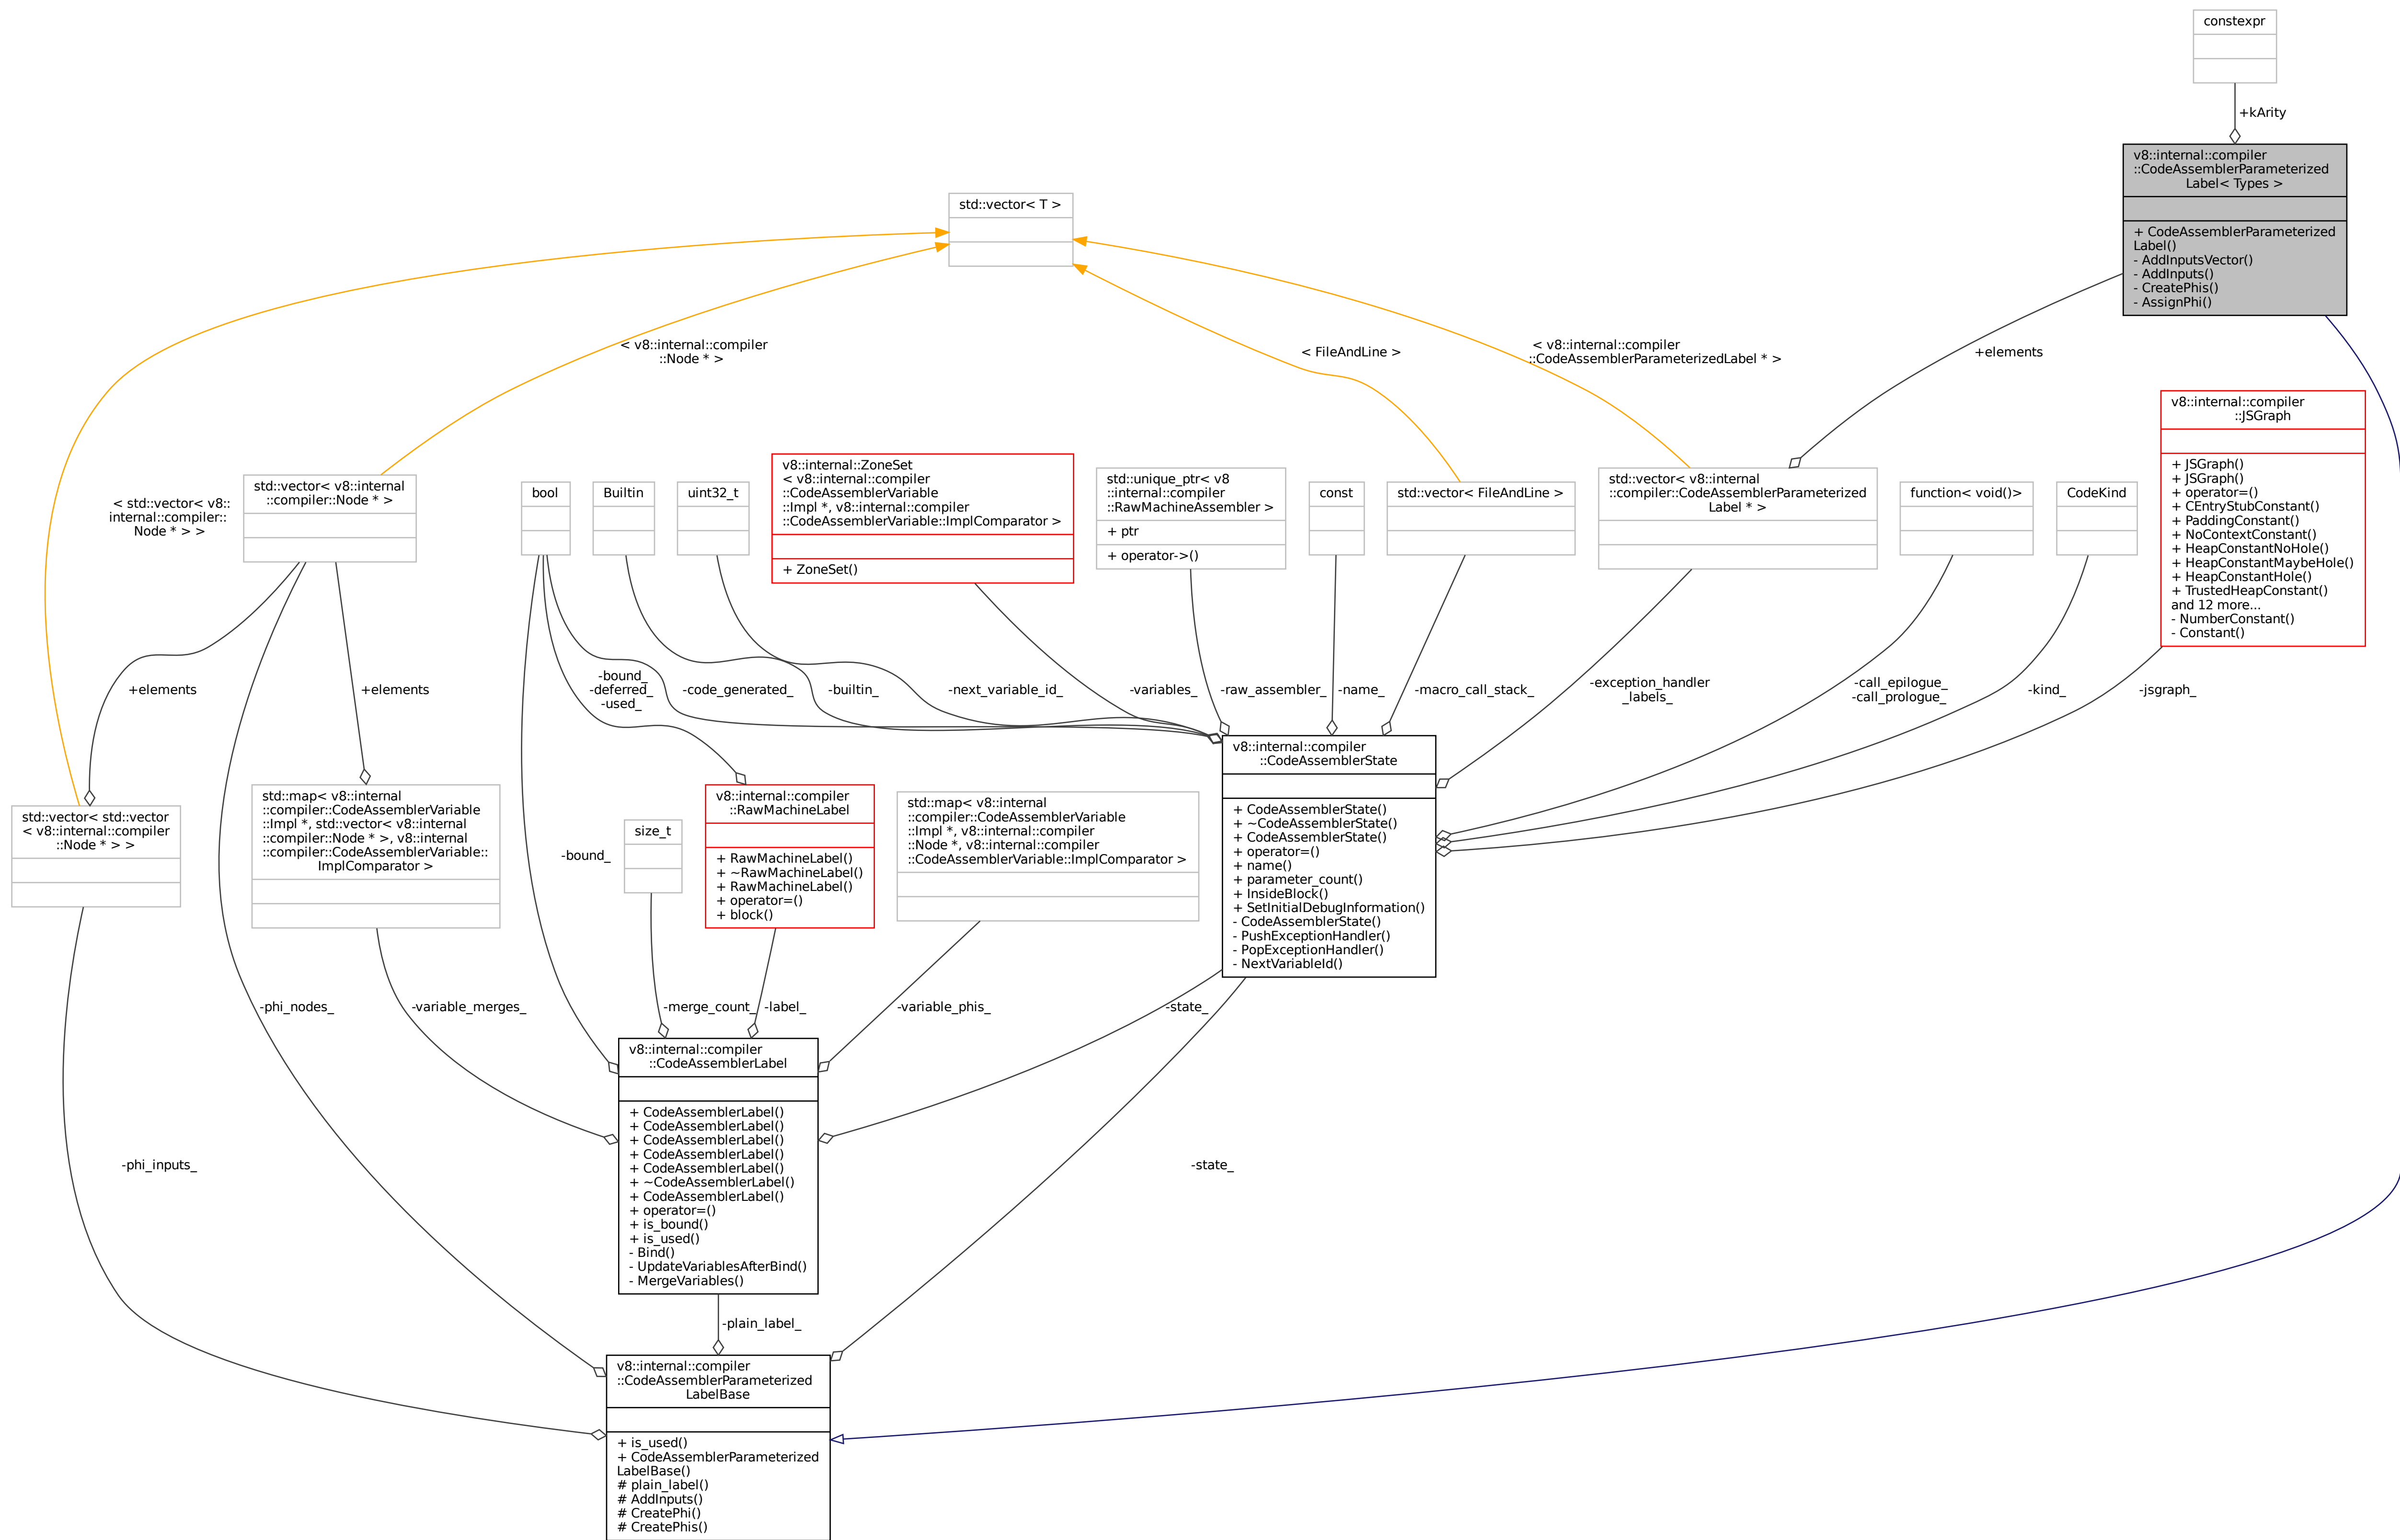 constexpr
+kArity
v8::internal::compiler
::CodeAssemblerParameterized
Label< Types >
+ CodeAssemblerParameterized
Label()
- AddInputsVector()
- AddInputs()
- CreatePhis()
- AssignPhi()
std::vector< T >
< v8::internal::compiler
::Node * >
< FileAndLine >
< v8::internal::compiler
::CodeAssemblerParameterizedLabel * >
+elements
< std::vector< v8::
internal::compiler::
Node * > >
std::vector< v8::internal
::compiler::Node * >
bool
Builtin
uint32_t
v8::internal::ZoneSet
< v8::internal::compiler
::CodeAssemblerVariable
::Impl *, v8::internal::compiler
::CodeAssemblerVariable::ImplComparator >
+ ZoneSet()
std::unique_ptr< v8
::internal::compiler
::RawMachineAssembler >
+ ptr
+ operator->()
const
std::vector< FileAndLine >
std::vector< v8::internal
::compiler::CodeAssemblerParameterized
Label * >
function< void()>
CodeKind
v8::internal::compiler
::JSGraph
+ JSGraph()
+ JSGraph()
+ operator=()
+ CEntryStubConstant()
+ PaddingConstant()
+ NoContextConstant()
+ HeapConstantNoHole()
+ HeapConstantMaybeHole()
+ HeapConstantHole()
+ TrustedHeapConstant()
and 12 more...
- NumberConstant()
- Constant()
+elements
+elements
-bound_
-deferred_
-used_
-code_generated_
-builtin_
-next_variable_id_
-variables_
-raw_assembler_
-name_
-macro_call_stack_
-exception_handler
_labels_
-call_epilogue_
-call_prologue_
-kind_
-jsgraph_
std::vector< std::vector
< v8::internal::compiler
::Node * > >
std::map< v8::internal
::compiler::CodeAssemblerVariable
::Impl *, std::vector< v8::internal
::compiler::Node * >, v8::internal
::compiler::CodeAssemblerVariable::
ImplComparator >
-bound_
size_t
v8::internal::compiler
::RawMachineLabel
+ RawMachineLabel()
+ ~RawMachineLabel()
+ RawMachineLabel()
+ operator=()
+ block()
std::map< v8::internal
::compiler::CodeAssemblerVariable
::Impl *, v8::internal::compiler
::Node *, v8::internal::compiler
::CodeAssemblerVariable::ImplComparator >
v8::internal::compiler
::CodeAssemblerState
+ CodeAssemblerState()
+ ~CodeAssemblerState()
+ CodeAssemblerState()
+ operator=()
+ name()
+ parameter_count()
+ InsideBlock()
+ SetInitialDebugInformation()
- CodeAssemblerState()
- PushExceptionHandler()
- PopExceptionHandler()
- NextVariableId()
-phi_nodes_
-variable_merges_
-merge_count_
-label_
-variable_phis_
-state_
v8::internal::compiler
::CodeAssemblerLabel
+ CodeAssemblerLabel()
+ CodeAssemblerLabel()
+ CodeAssemblerLabel()
+ CodeAssemblerLabel()
+ CodeAssemblerLabel()
+ ~CodeAssemblerLabel()
+ CodeAssemblerLabel()
+ operator=()
+ is_bound()
+ is_used()
- Bind()
- UpdateVariablesAfterBind()
- MergeVariables()
-phi_inputs_
-state_
-plain_label_
v8::internal::compiler
::CodeAssemblerParameterized
LabelBase
+ is_used()
+ CodeAssemblerParameterized
LabelBase()
# plain_label()
# AddInputs()
# CreatePhi()
# CreatePhis()